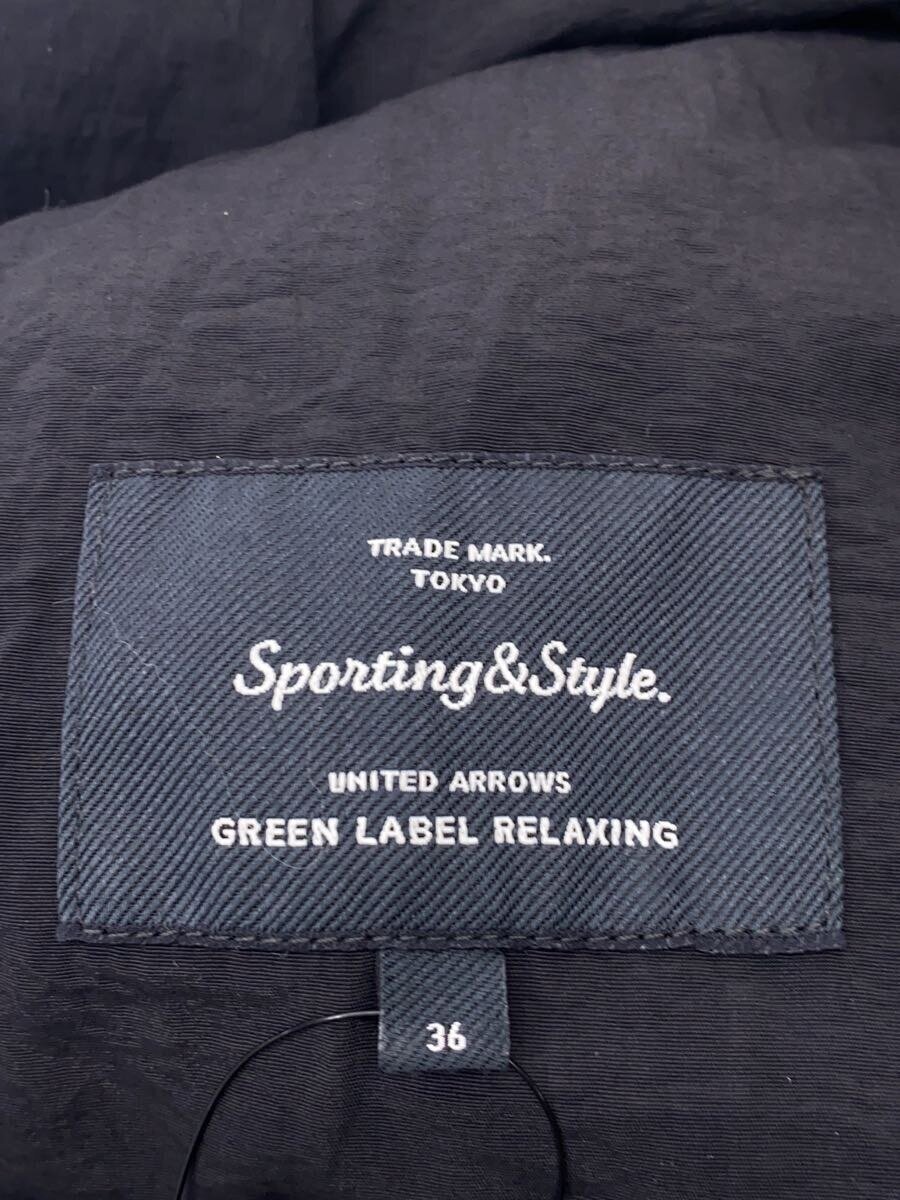 TRADE MARK.
TOKYO
Sporting&Style.
UNITED ARROWS
GREEN LABEL RELAXING
36